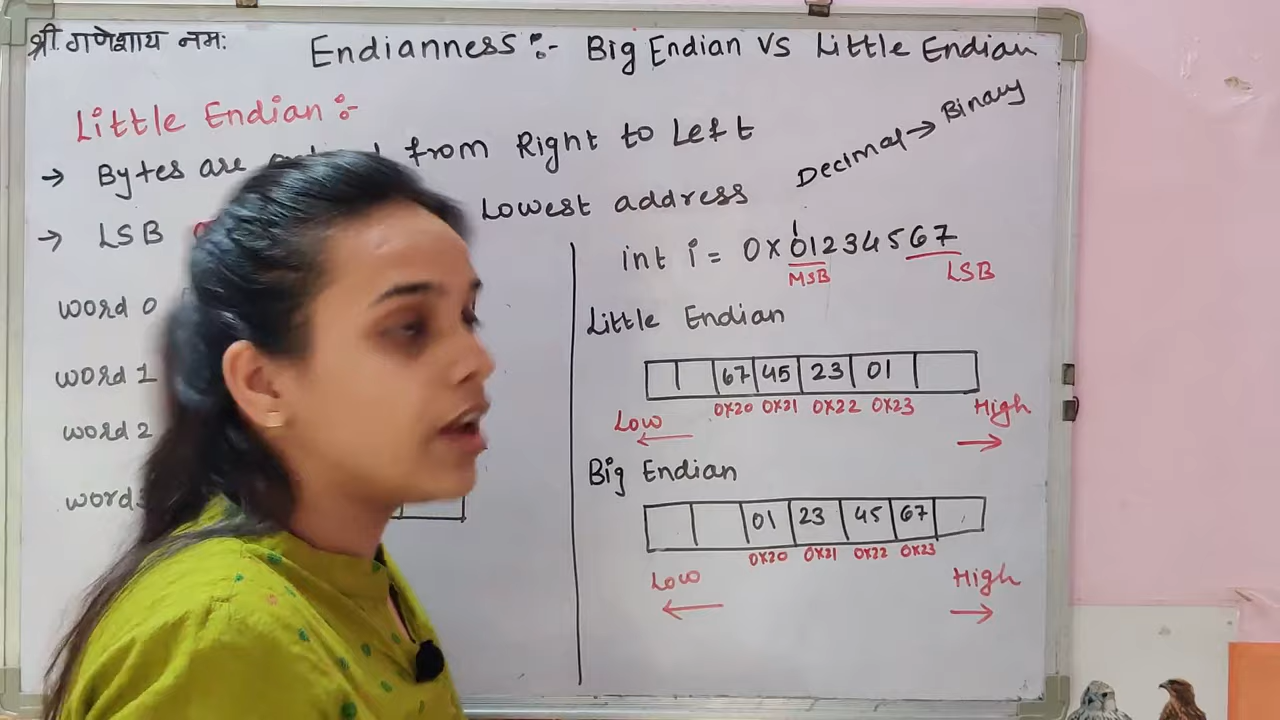 श्री गणेशाय नमः
Endianness :- Big Endian VS Little Endian
Little Endian :-
→ Bytes are from Right to Left
→ LSB Lowest address
Decimal → Binary
word 0
word 1
word 2
word 3
int i = 0x01234567
MSB LSB
Little Endian
67 45 23 01
0x20 0x21 0x22 0x23
Low High
← →
Big Endian
01 23 45 67
0x20 0x21 0x22 0x23
Low High
← →